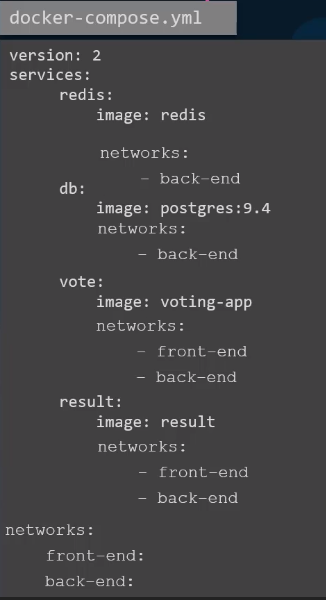 docker-compose.yml
version: 2
services:
redis:
image: redis
networks:
- back-end
db:
image: postgres:9.4
networks:
- back-end
vote:
image: voting-app
networks:
- front-end
- back-end
result:
image: result
networks:
- front-end
- back-end
networks:
front-end:
back-end: